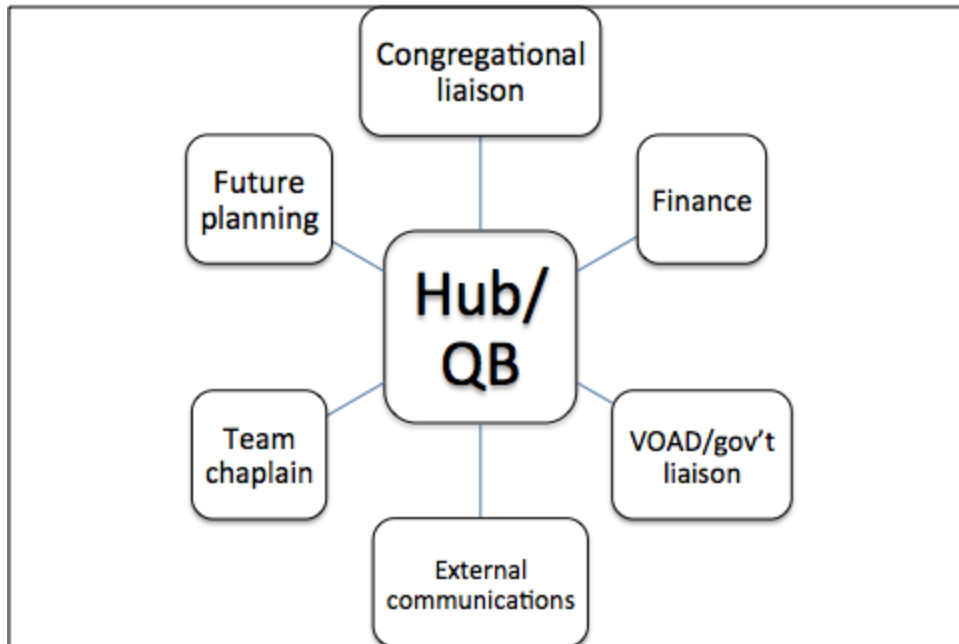 Congregational
liaison
Future
planning
Finance
Hub/
QB
Team
chaplain
VOAD/gov’t
liaison
External
communications